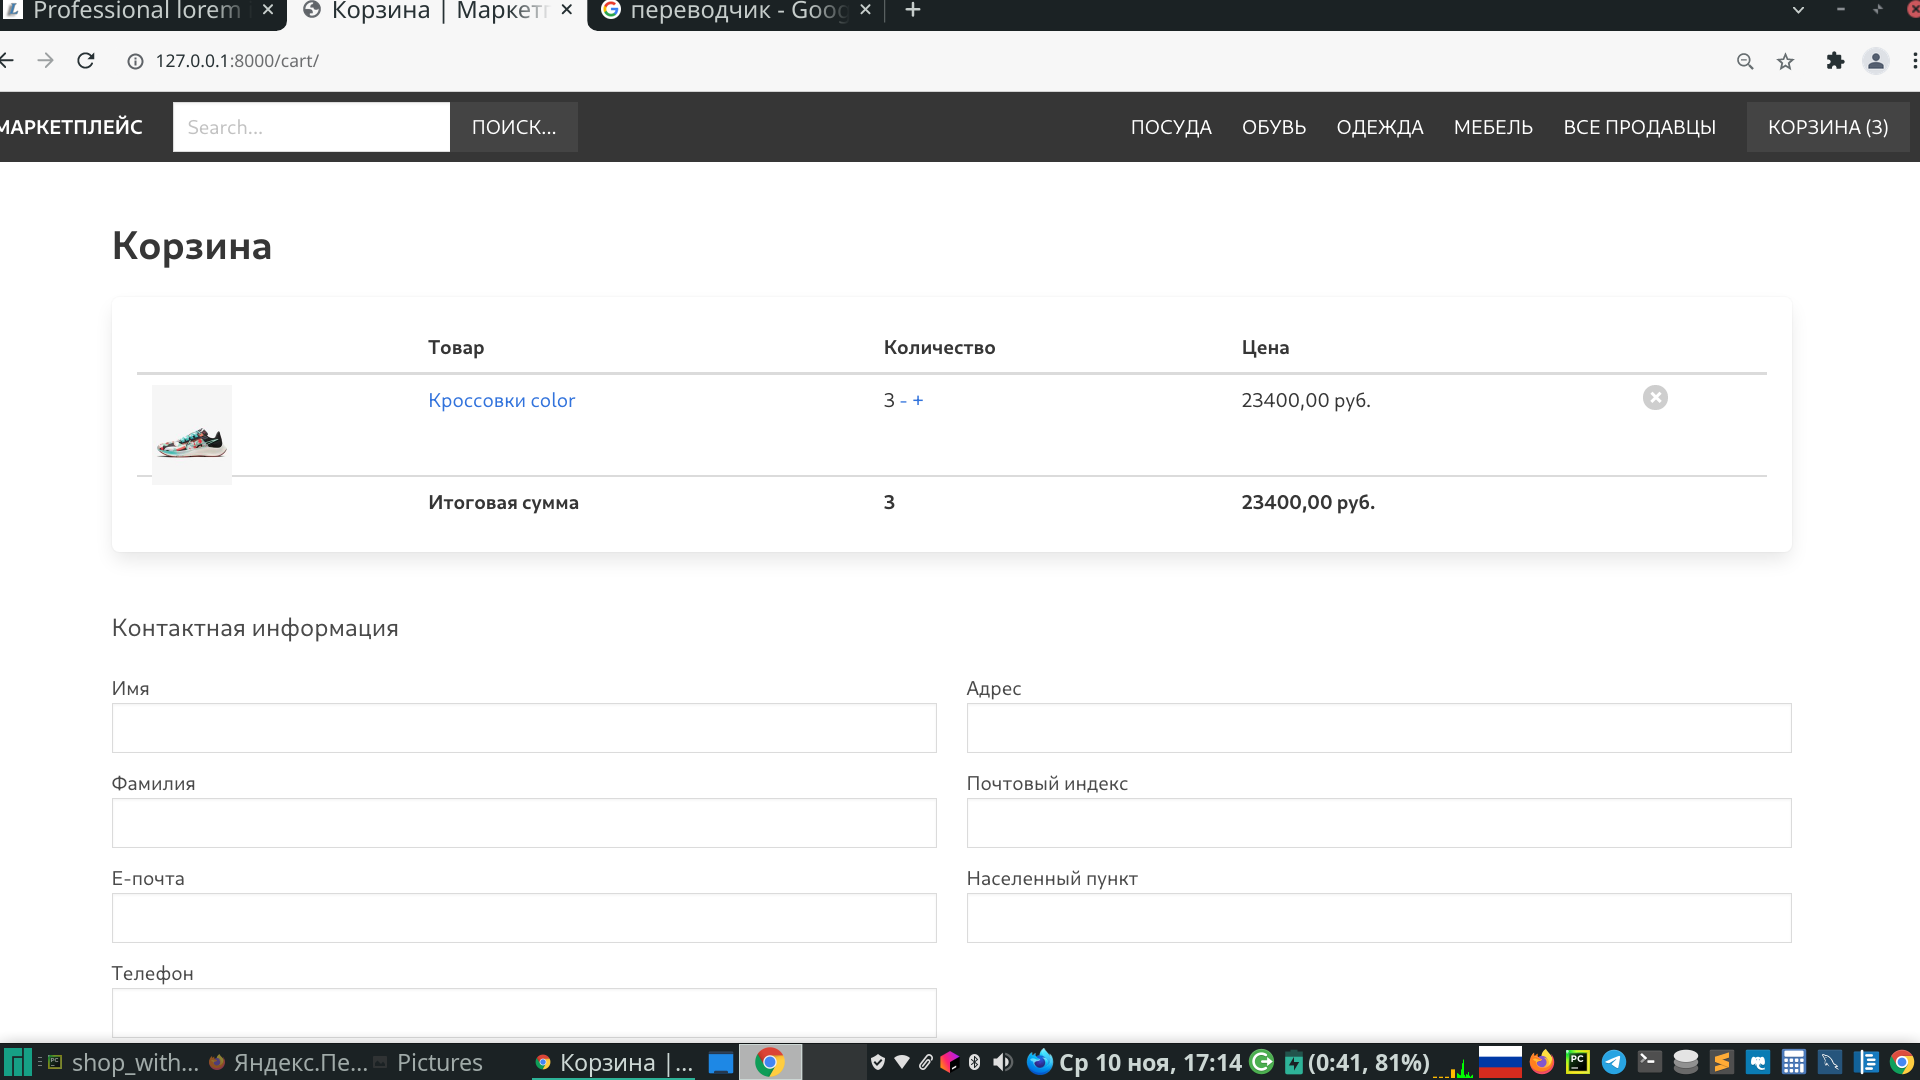 Professional lorem
Корзина | Маркетп
переводчик - Goog
127.0.0.1:8000/cart/
МАРКЕТПЛЕЙС
Search...
ПОИСК...
ПОСУДА
ОБУВЬ
ОДЕЖДА
МЕБЕЛЬ
ВСЕ ПРОДАВЦЫ
КОРЗИНА (3)
Корзина
Товар Количество Цена
Кроссовки color 3 - + 23400,00 руб.
Итоговая сумма 3 23400,00 руб.
Контактная информация
Имя
Адрес
Фамилия
Почтовый индекс
Е-почта
Населенный пункт
Телефон
shop_with...
Яндекс.Пе...
Pictures
Корзина |...
Ср 10 ноя, 17:14
(0:41, 81%)